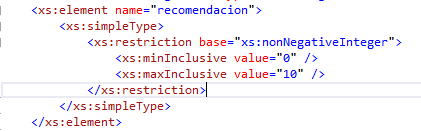 <xs:element name="recomendacion">
<xs:simpleType>
<xs:restriction base="xs:nonNegativeInteger">
<xs:minInclusive value="0" />
<xs:maxInclusive value="10" />
</xs:restriction>
</xs:simpleType>
</xs:element>